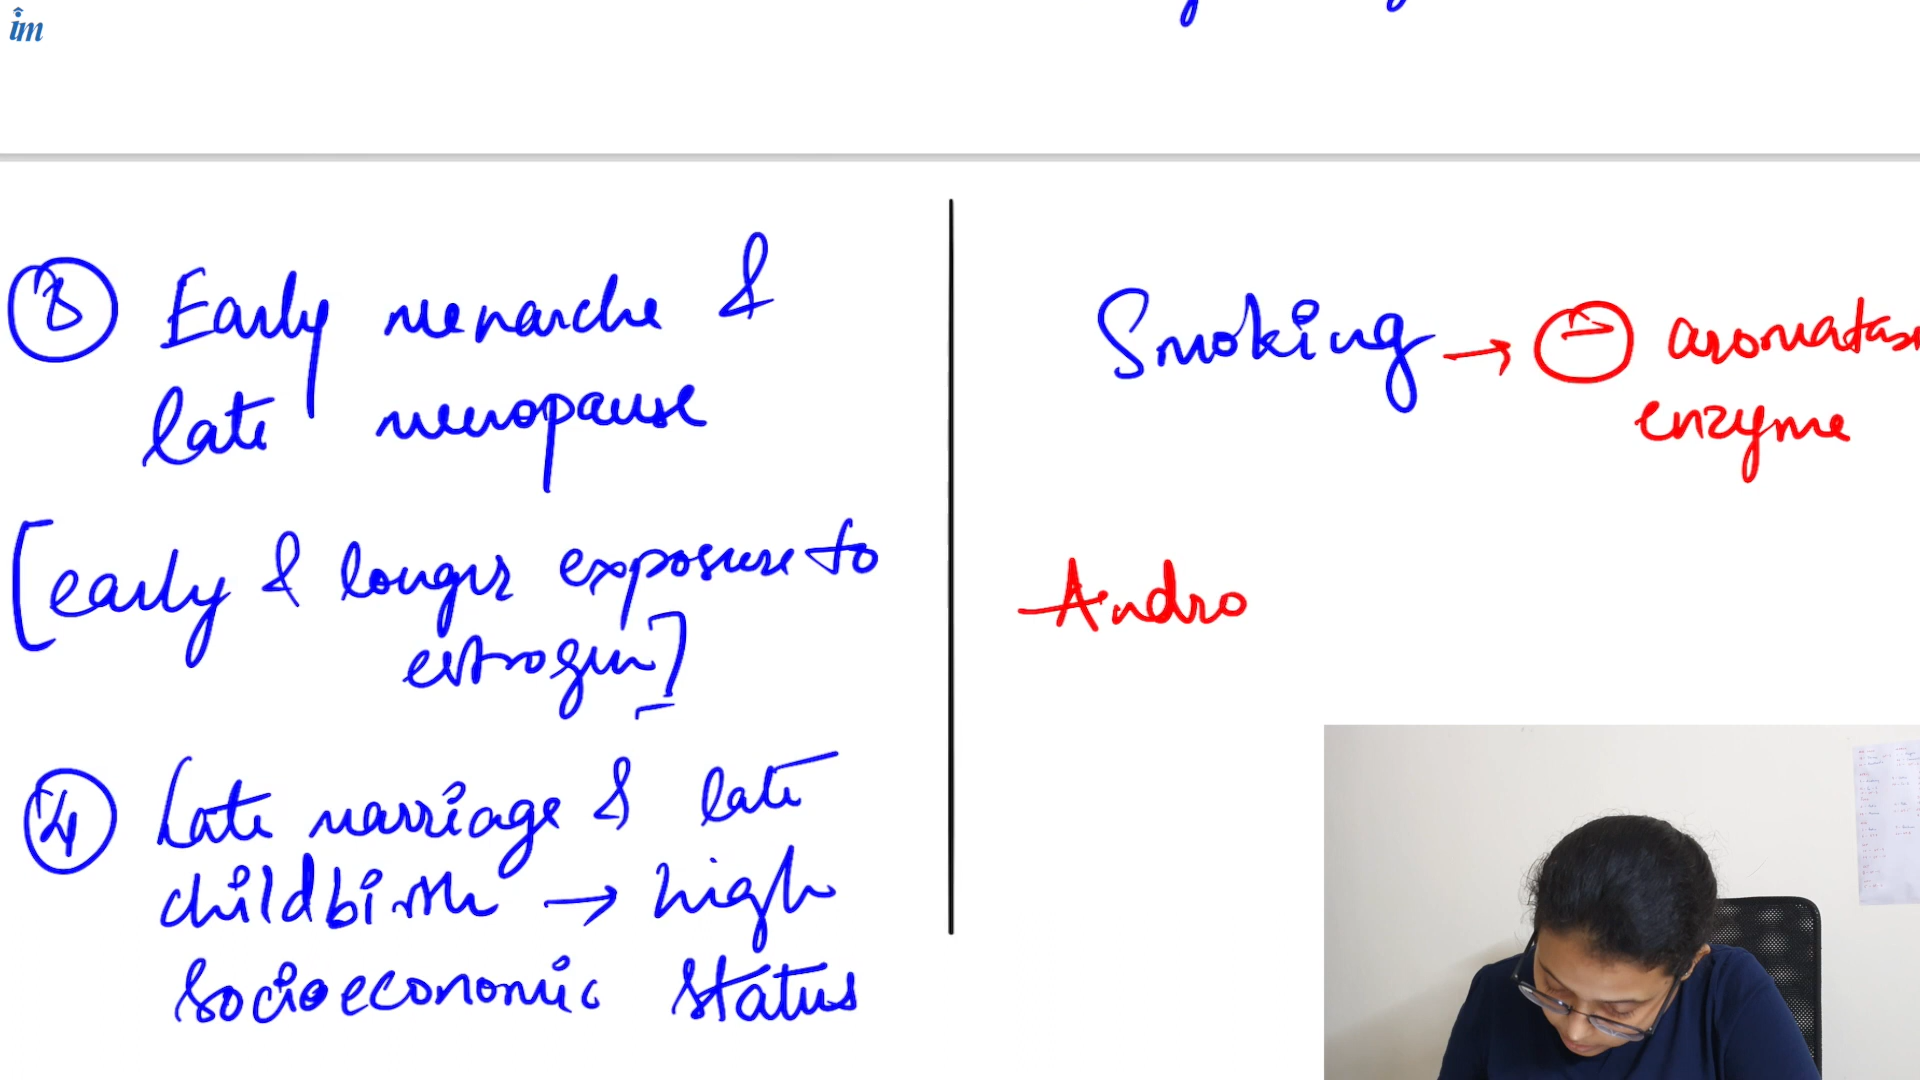 im
③ Early menarche &
late menopause
[early & longer exposure to
estrogen]
④ Late marriage & late
childbirth → high
socioeconomic status
Smoking → ⊖ aromatas
enzyme
Andro